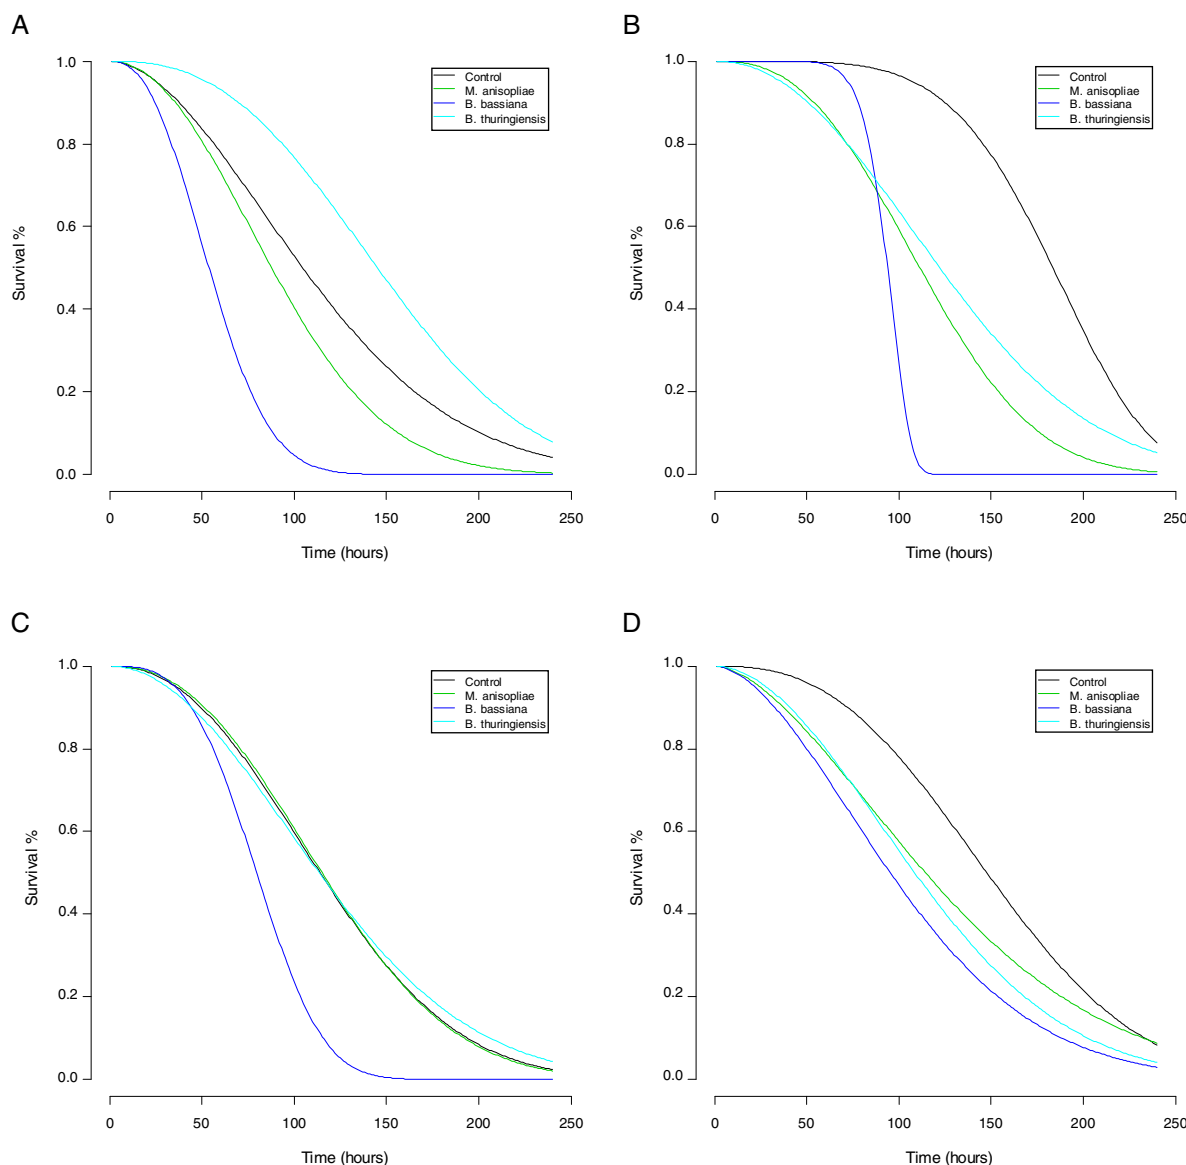 A
1.0
0.8
0.6
0.4
0.2
0.0
Survival %
Control
M. anisopliae
B. bassiana
B. thuringiensis
0 50 100 150 200 250
Time (hours)
B
1.0
0.8
0.6
0.4
0.2
0.0
Survival %
Control
M. anisopliae
B. bassiana
B. thuringiensis
0 50 100 150 200 250
Time (hours)
C
1.0
0.8
0.6
0.4
0.2
0.0
Survival %
Control
M. anisopliae
B. bassiana
B. thuringiensis
0 50 100 150 200 250
Time (hours)
D
1.0
0.8
0.6
0.4
0.2
0.0
Survival %
Control
M. anisopliae
B. bassiana
B. thuringiensis
0 50 100 150 200 250
Time (hours)